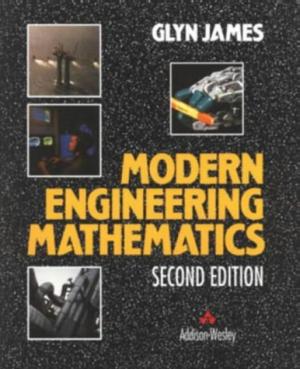 GLYN JAMES
MODERN
ENGINEERING
MATHEMATICS
SECOND EDITION
Addison-Wesley